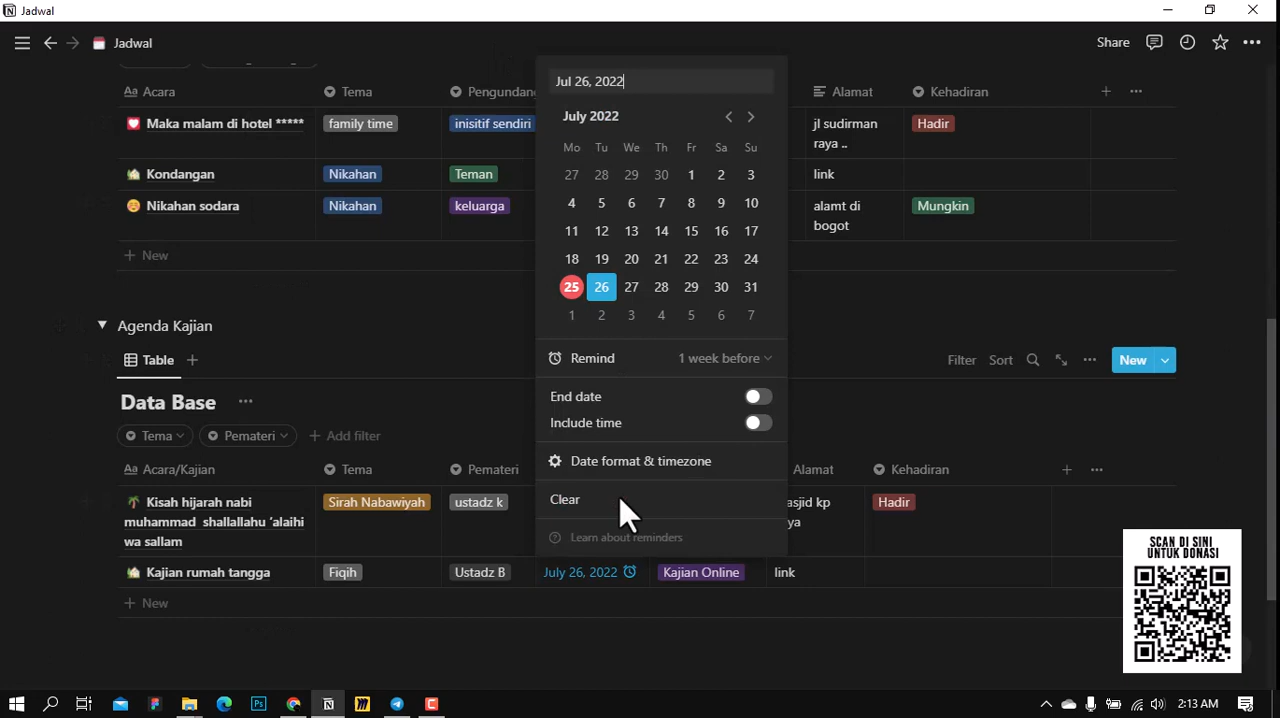 Jadwal
Jadwal
Share
Jul 26, 2022
July 2022
Mo Tu We Th Fr Sa Su
27 28 29 30 1 2 3
4 5 6 7 8 9 10
11 12 13 14 15 16 17
18 19 20 21 22 23 24
25 26 27 28 29 30 31
1 2 3 4 5 6 7
Remind 1 week before
End date
Include time
Date format & timezone
Clear
Learn about reminders
Aa Acara Tema Pengundan Alamat Kehadiran
Maka malam di hotel ***** family time inisitif sendiri jl sudirman Hadir
raya ..
Kondangan Nikahan Teman link
Nikahan sodara Nikahan keluarga alamt di Mungkin
bogot
New
Agenda Kajian
Table Filter Sort New
Data Base
Tema Pemateri Add filter
Aa Acara/Kajian Tema Pemateri Alamat Kehadiran
Kisah hijarah nabi Sirah Nabawiyah ustadz k asjid kp Hadir
muhammad shallallahu ‘alaihi ya
wa sallam
Kajian rumah tangga Fiqih Ustadz B July 26, 2022 Kajian Online link
New
SCAN DI SINI
UNTUK DONASI
Ps
2:13 AM